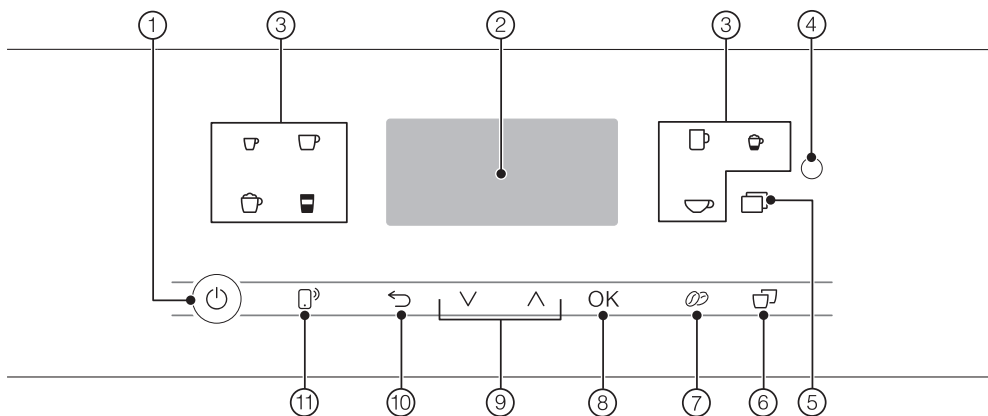 ① ③ ② ③ ④
OK
⑪ ⑩ ⑨ ⑧ ⑦ ⑥ ⑤